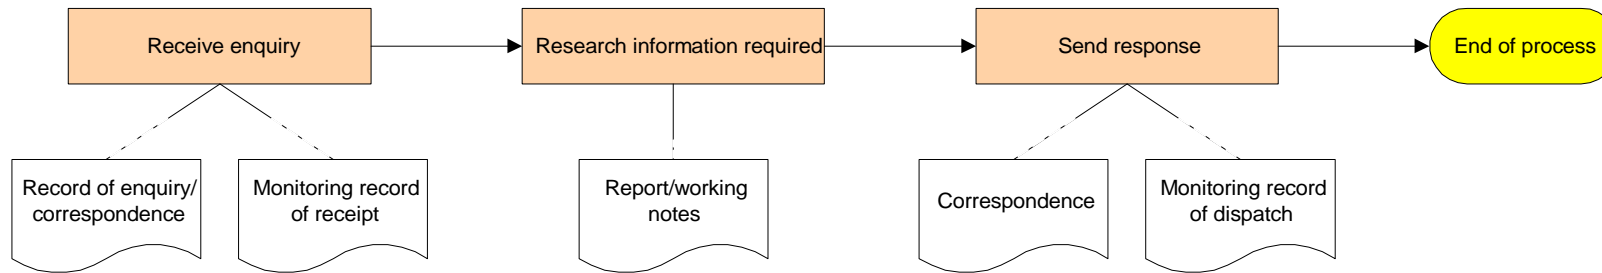 Receive enquiry
Research information required
Send response
End of process
Record of enquiry/
correspondence
Monitoring record
of receipt
Report/working
notes
Correspondence
Monitoring record
of dispatch